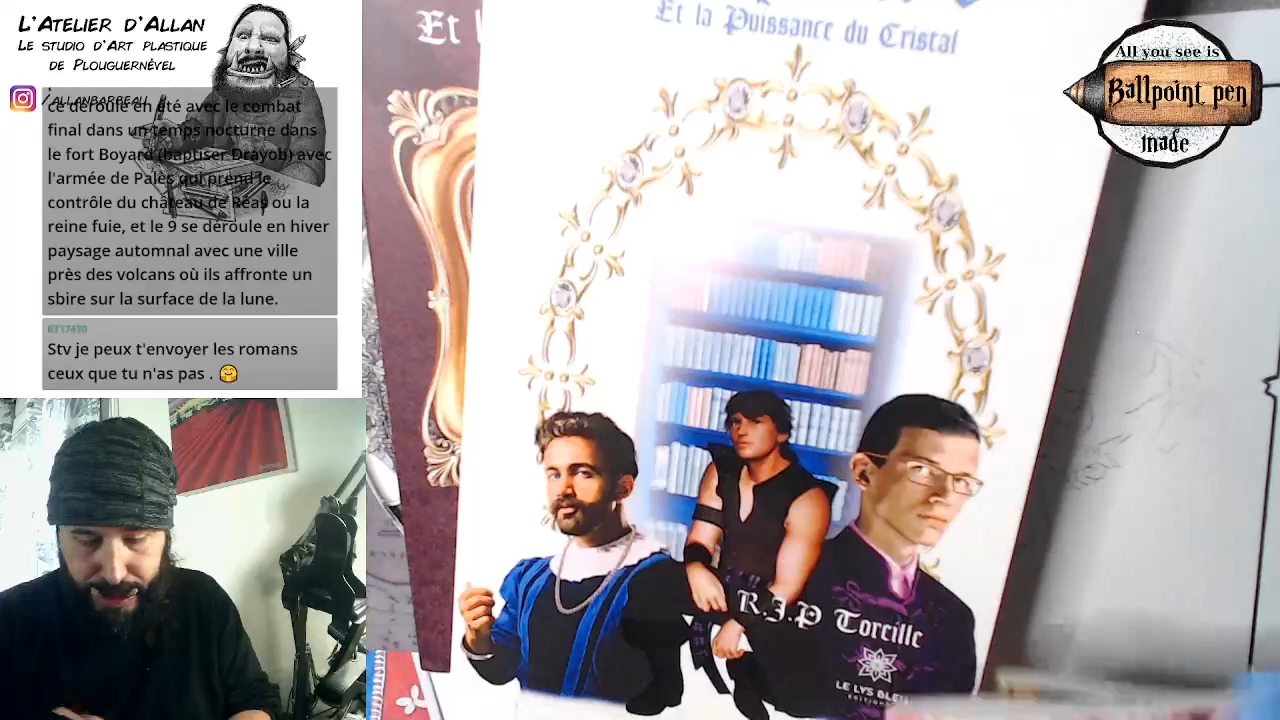 L'Atelier d'Allan
Le studio d'Art plastique
de Plouguernével
/allanbarbeau
ce déroule en été avec le combat
final dans un temps nocturne dans
le fort Boyard (baptiser Drayob) avec
l'armée de Palès qui prend le
contrôle du château de Réas ou la
reine fuie, et le 9 se déroule en hiver
paysage automnal avec une ville
près des volcans où ils affronte un
sbire sur la surface de la lune.
Stv je peux t'envoyer les romans
ceux que tu n'as pas . 🤗
Et l
Et la Puissance du Cristal
R.J.P Torcille
LE LYS BLEU
All you see is
Ballpoint pen
made